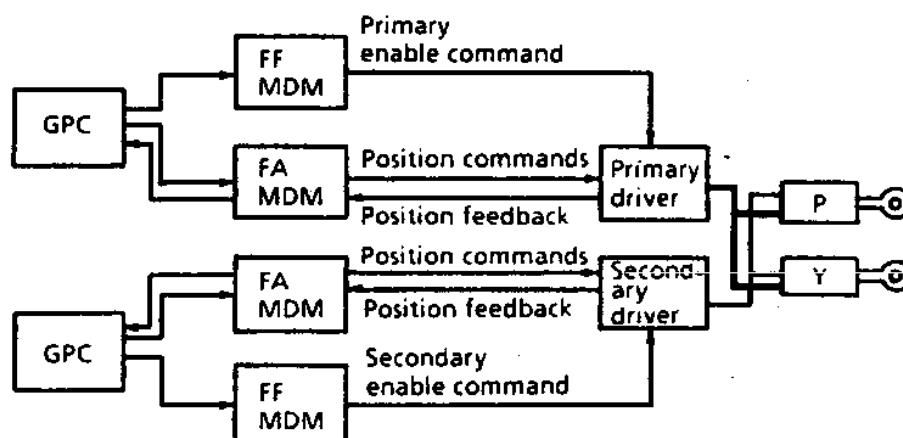 Primary
enable command
FF
MDM
GPC
FA
MDM
Position commands
Position feedback
Primary
driver
P
Position commands
Position feedback
FA
MDM
Second-
ary
driver
Y
GPC
Secondary
enable command
FF
MDM